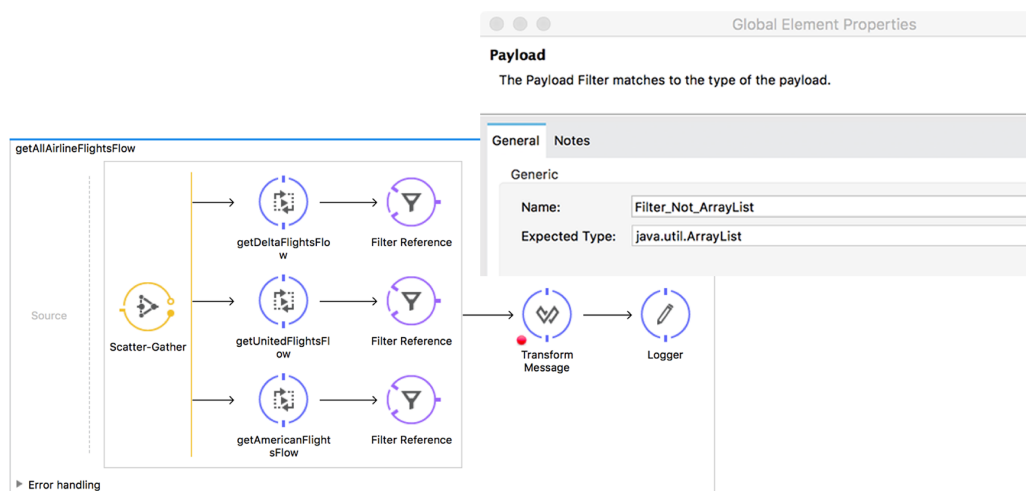 Global Element Properties
Payload
The Payload Filter matches to the type of the payload.
General Notes
Generic
Name: Filter_Not_ArrayList
Expected Type: java.util.ArrayList
getAllAirlineFlightsFlow
Source
Scatter-Gather
getDeltaFlightsFlo
w
Filter Reference
getUnitedFlightsFl
ow
Filter Reference
getAmericanFlight
sFlow
Filter Reference
Transform
Message
Logger
Error handling